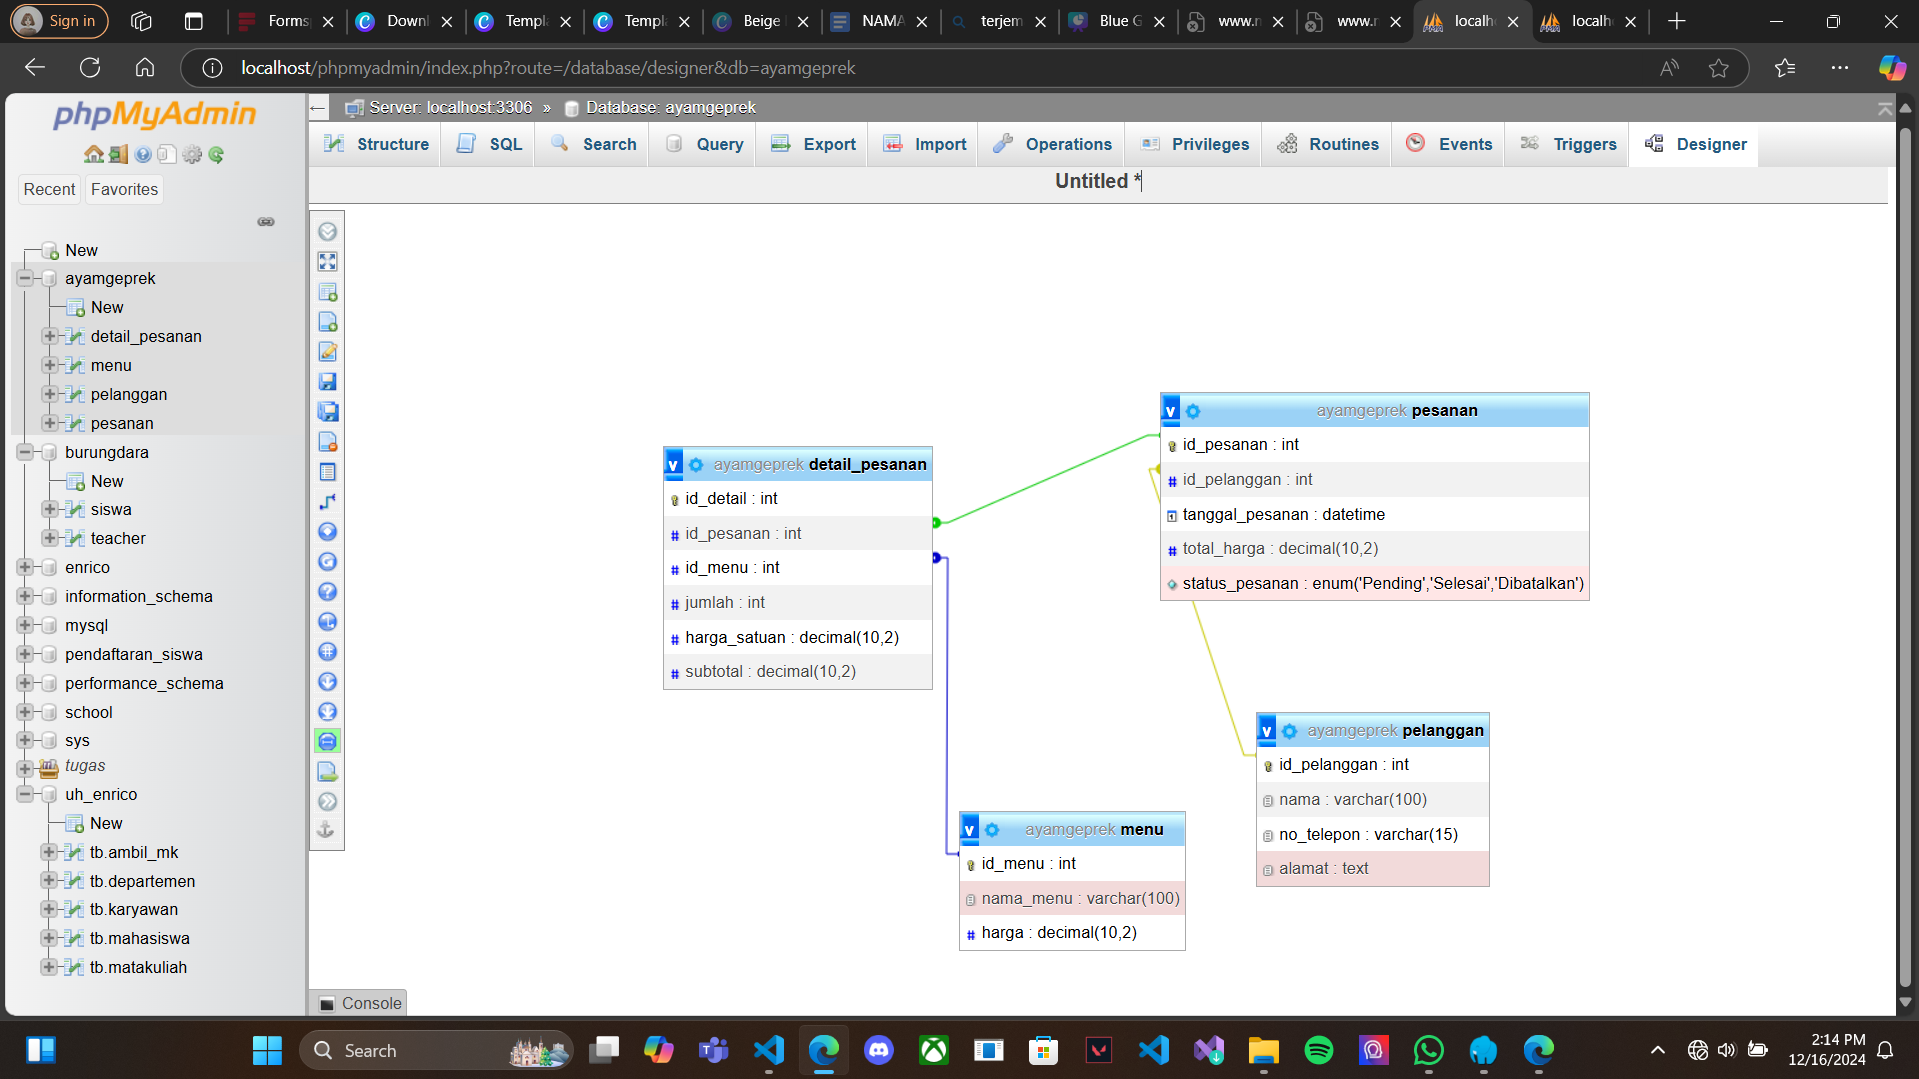 Sign in
Forms
Downl
Templa
Templ
Beige
NAMA
terjem
Blue G
www.
www.
localh
localh
localhost/phpmyadmin/index.php?route=/database/designer&db=ayamgeprek
phpMyAdmin
Recent
Favorites
New
ayamgeprek
New
detail_pesanan
menu
pelanggan
pesanan
burungdara
New
siswa
teacher
enrico
information_schema
mysql
pendaftaran_siswa
performance_schema
school
sys
tugas
uh_enrico
New
tb.ambil_mk
tb.departemen
tb.karyawan
tb.mahasiswa
tb.matakuliah
Server: localhost:3306 » Database: ayamgeprek
Structure
SQL
Search
Query
Export
Import
Operations
Privileges
Routines
Events
Triggers
Designer
Untitled *
v ayamgeprek pesanan
id_pesanan : int
# id_pelanggan : int
tanggal_pesanan : datetime
# total_harga : decimal(10,2)
status_pesanan : enum('Pending','Selesai','Dibatalkan')
v ayamgeprek detail_pesanan
id_detail : int
# id_pesanan : int
# id_menu : int
# jumlah : int
# harga_satuan : decimal(10,2)
# subtotal : decimal(10,2)
v ayamgeprek pelanggan
id_pelanggan : int
nama : varchar(100)
no_telepon : varchar(15)
alamat : text
v ayamgeprek menu
id_menu : int
nama_menu : varchar(100)
# harga : decimal(10,2)
Console
Search
2:14 PM
12/16/2024